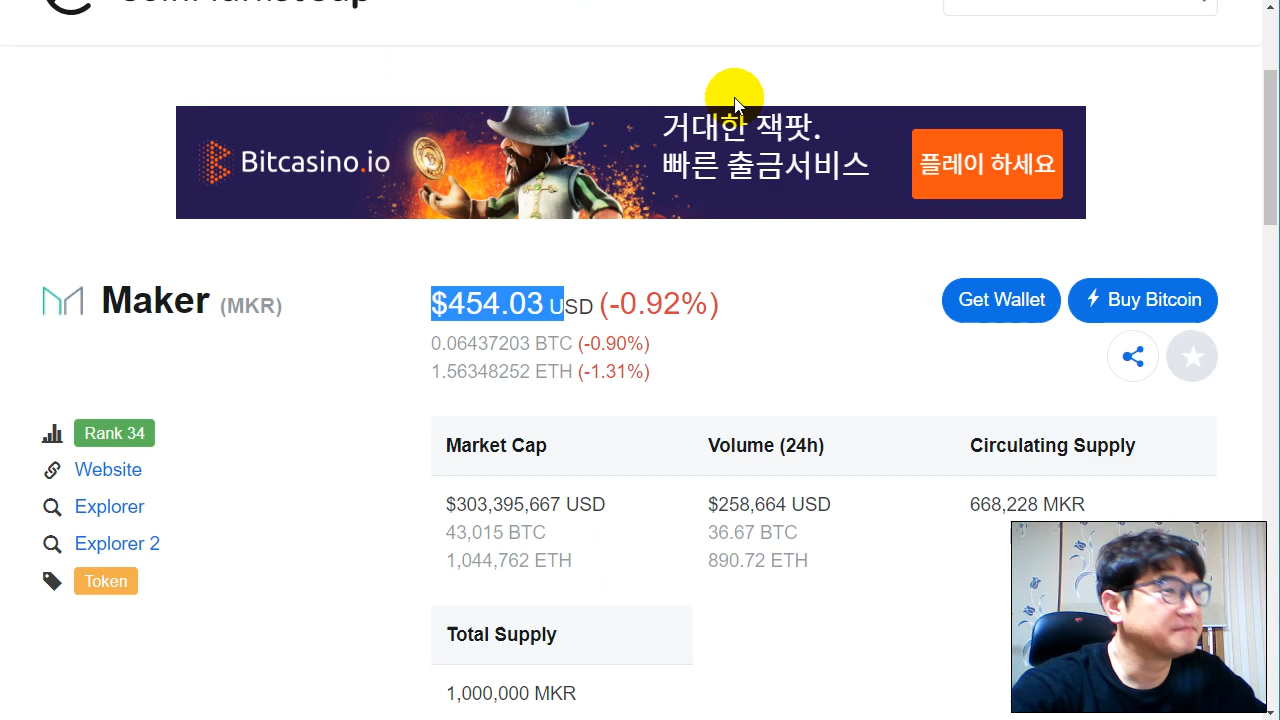 Bitcasino.io
거대한 잭팟.
빠른 출금서비스
플레이 하세요
Maker (MKR)
$454.03 USD (-0.92%)
0.06437203 BTC (-0.90%)
1.56348252 ETH (-1.31%)
Get Wallet
Buy Bitcoin
Rank 34
Website
Explorer
Explorer 2
Token
Market Cap Volume (24h) Circulating Supply
$303,395,667 USD $258,664 USD 668,228 MKR
43,015 BTC 36.67 BTC
1,044,762 ETH 890.72 ETH
Total Supply
1,000,000 MKR